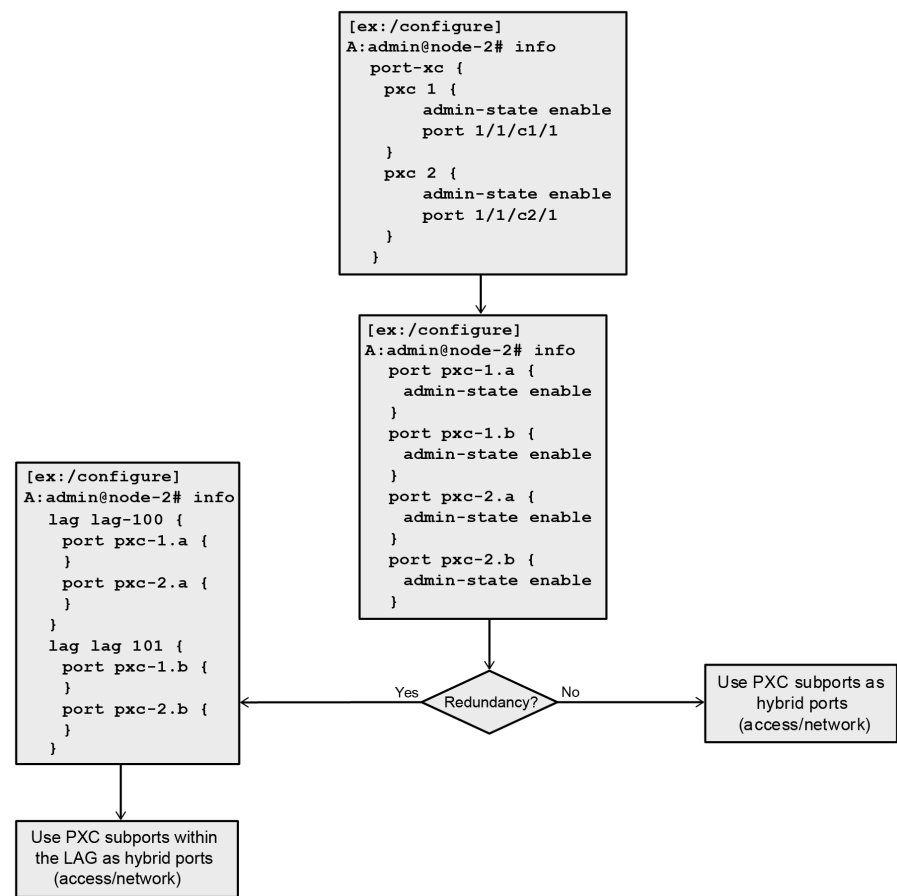 [ex:/configure]
A:admin@node-2# info
port-xc {
pxc 1 {
admin-state enable
port 1/1/c1/1
}
pxc 2 {
admin-state enable
port 1/1/c2/1
}
}
[ex:/configure]
A:admin@node-2# info
port pxc-1.a {
admin-state enable
}
port pxc-1.b {
admin-state enable
}
port pxc-2.a {
admin-state enable
}
port pxc-2.b {
admin-state enable
}
Redundancy?
Yes
No
[ex:/configure]
A:admin@node-2# info
lag lag-100 {
port pxc-1.a {
}
port pxc-2.a {
}
}
lag lag 101 {
port pxc-1.b {
}
port pxc-2.b {
}
}
Use PXC subports within
the LAG as hybrid ports
(access/network)
Use PXC subports as
hybrid ports
(access/network)